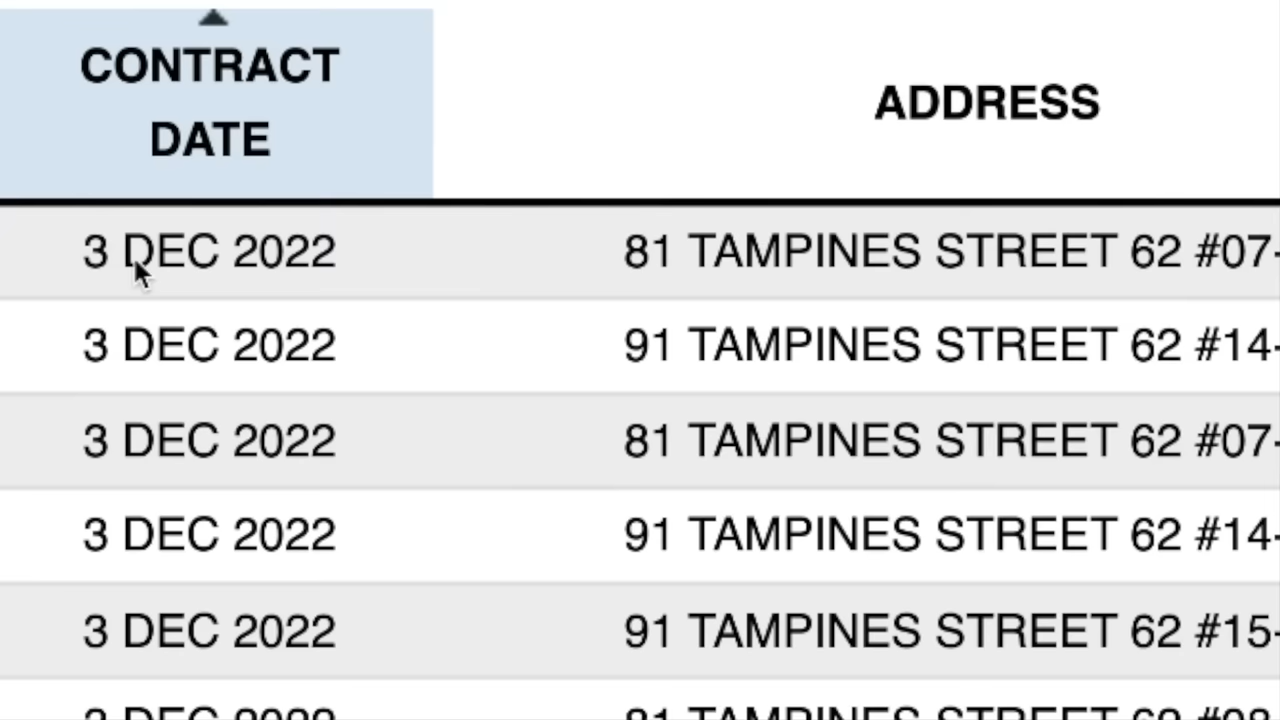 CONTRACT
DATE
ADDRESS
3 DEC 2022 81 TAMPINES STREET 62 #07-
3 DEC 2022 91 TAMPINES STREET 62 #14-
3 DEC 2022 81 TAMPINES STREET 62 #07-
3 DEC 2022 91 TAMPINES STREET 62 #14-
3 DEC 2022 91 TAMPINES STREET 62 #15-